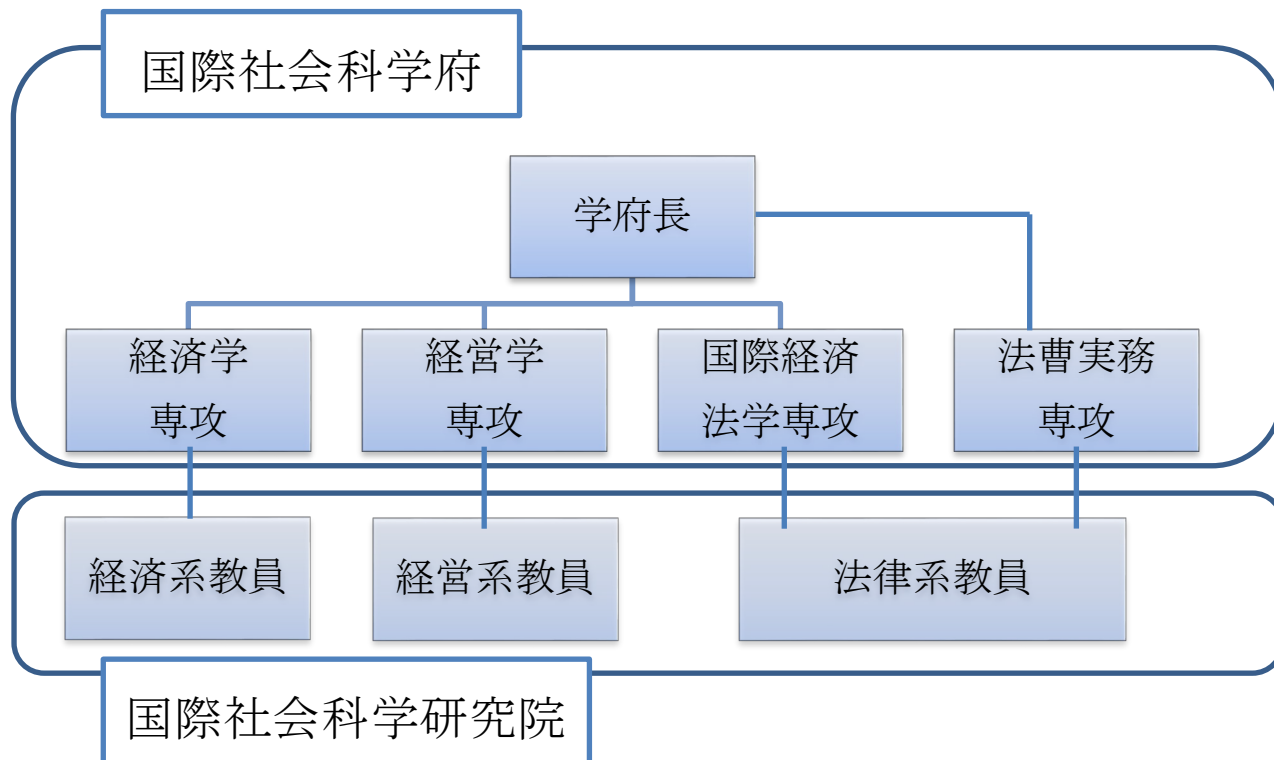 国際社会科学府
学府長
経済学
専攻
経営学
専攻
国際経済
法学専攻
法曹実務
専攻
経済系教員
経営系教員
法律系教員
国際社会科学研究院